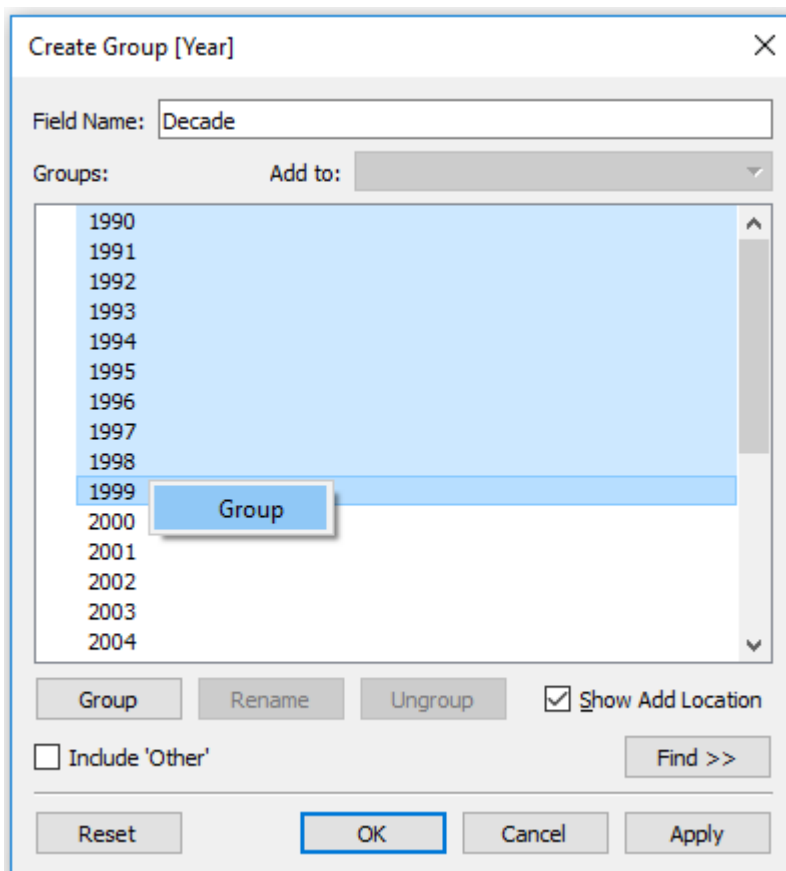 Create Group [Year]
Field Name: Decade
Groups: Add to:
1990
1991
1992
1993
1994
1995
1996
1997
1998
1999
Group
2000
2001
2002
2003
2004
Group Rename Ungroup Show Add Location
Include 'Other' Find >>
Reset OK Cancel Apply